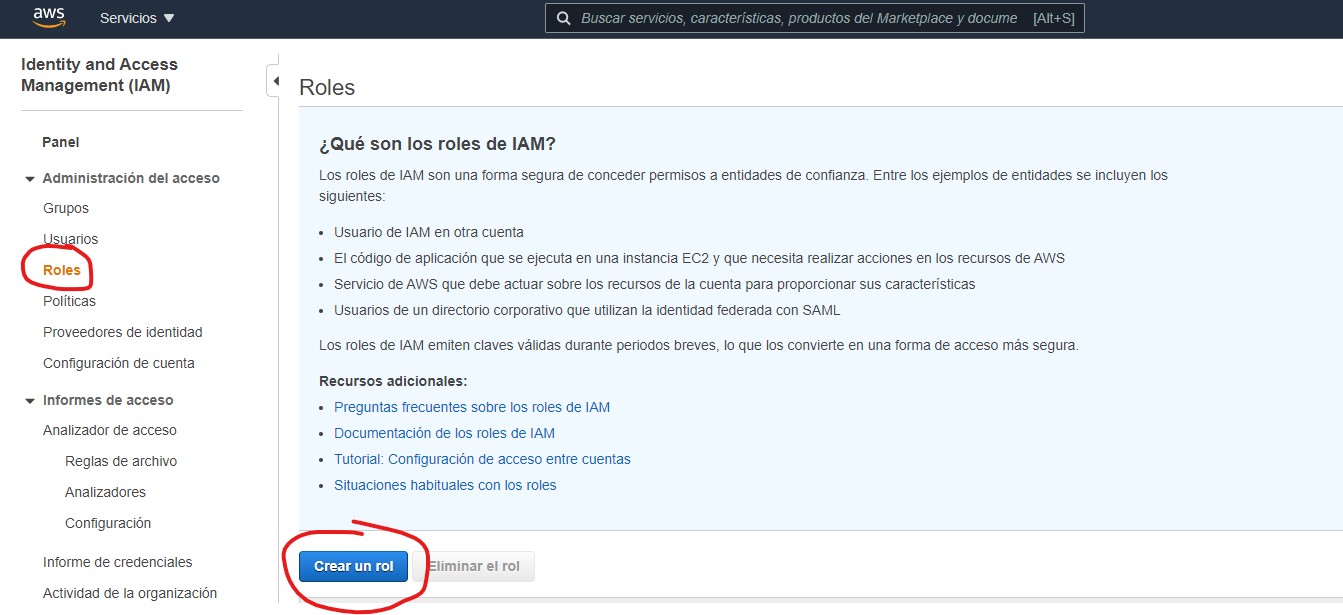 aws
Servicios
Buscar servicios, características, productos del Marketplace y docume [Alt+S]
Identity and Access
Management (IAM)
Panel
Administración del acceso
Grupos
Usuarios
Roles
Políticas
Proveedores de identidad
Configuración de cuenta
Informes de acceso
Analizador de acceso
Reglas de archivo
Analizadores
Configuración
Informe de credenciales
Actividad de la organización
Roles
¿Qué son los roles de IAM?
Los roles de IAM son una forma segura de conceder permisos a entidades de confianza. Entre los ejemplos de entidades se incluyen los
siguientes:
Usuario de IAM en otra cuenta
El código de aplicación que se ejecuta en una instancia EC2 y que necesita realizar acciones en los recursos de AWS
Servicio de AWS que debe actuar sobre los recursos de la cuenta para proporcionar sus características
Usuarios de un directorio corporativo que utilizan la identidad federada con SAML
Los roles de IAM emiten claves válidas durante periodos breves, lo que los convierte en una forma de acceso más segura.
Recursos adicionales:
Preguntas frecuentes sobre los roles de IAM
Documentación de los roles de IAM
Tutorial: Configuración de acceso entre cuentas
Situaciones habituales con los roles
Crear un rol
Eliminar el rol